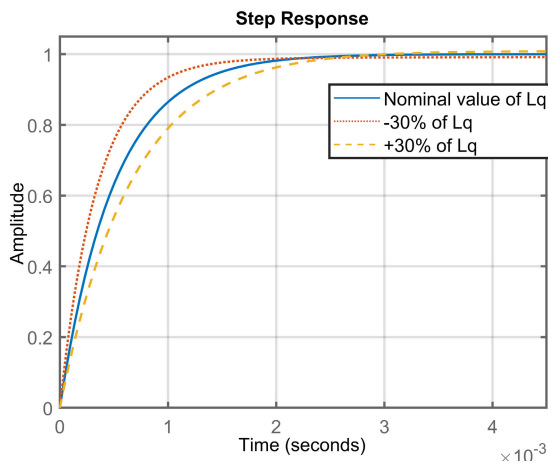 Step Response
1
0.8
0.6
0.4
0.2
0
Amplitude
Nominal value of Lq
-30% of Lq
+30% of Lq
0 1 2 3 4
Time (seconds)
×10⁻³